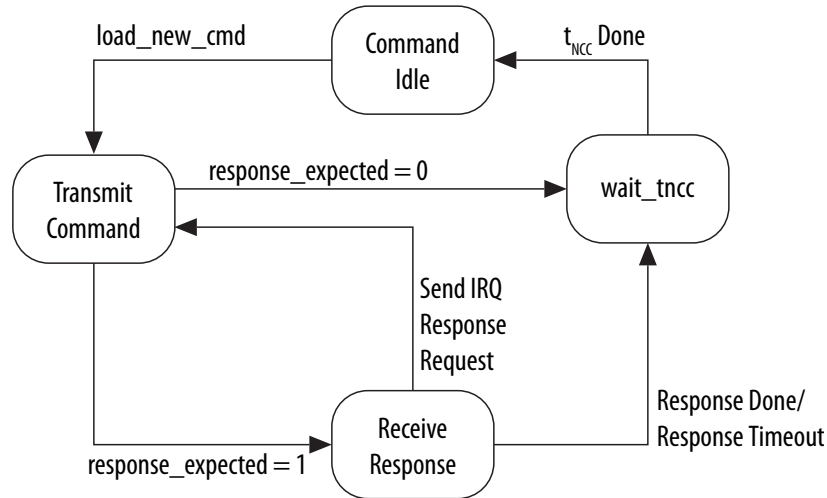 load_new_cmd
Command
Idle
tNCC Done
Transmit
Command
response_expected = 0
wait_tncc
Send IRQ
Response
Request
response_expected = 1
Receive
Response
Response Done/
Response Timeout